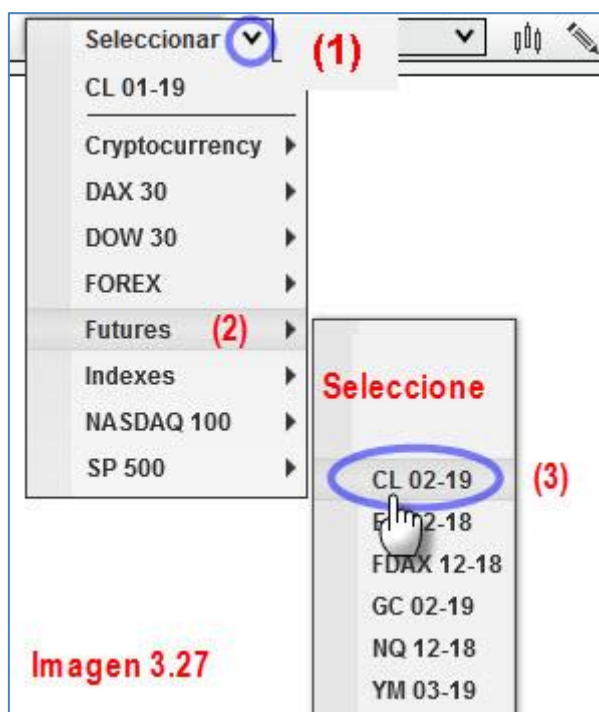 Seleccionar (1)
CL 01-19
Cryptocurrency
DAX 30
DOW 30
FOREX
Futures (2)
Indexes
NASDAQ 100
SP 500
Seleccione
CL 02-19 (3)
FDAX 12-18
GC 02-19
NQ 12-18
YM 03-19
Imagen 3.27